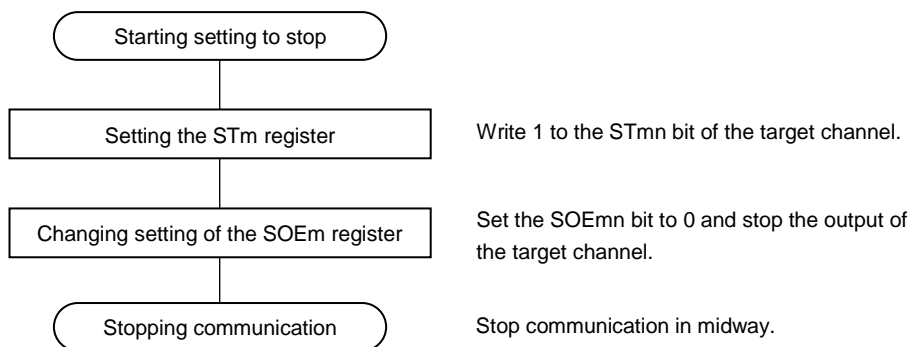 Starting setting to stop
Setting the STm register
Write 1 to the STmn bit of the target channel.
Changing setting of the SOEm register
Set the SOEmn bit to 0 and stop the output of
the target channel.
Stopping communication
Stop communication in midway.